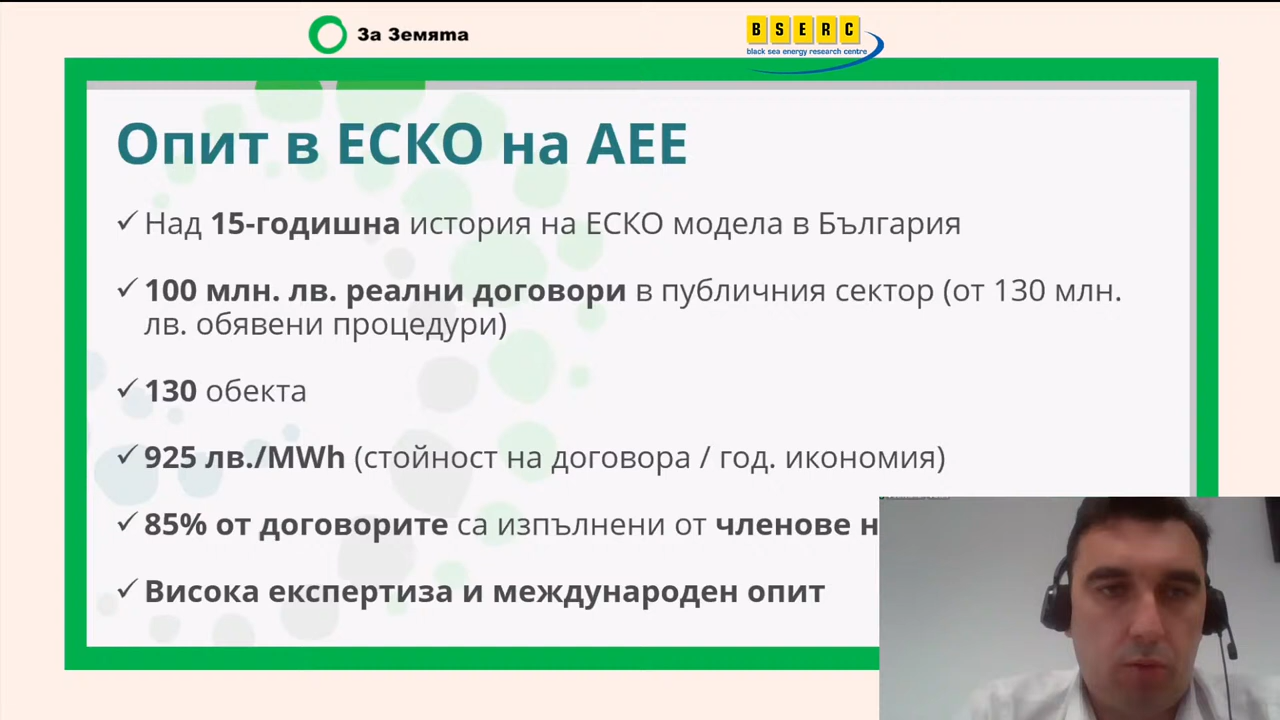 За Земята
BSERC
black sea energy research centre
Опит в ЕСКО на АЕЕ
✓ Над 15-годишна история на ЕСКО модела в България
✓ 100 млн. лв. реални договори в публичния сектор (от 130 млн.
лв. обявени процедури)
✓ 130 обекта
✓ 925 лв./MWh (стойност на договора / год. икономия)
✓ 85% от договорите са изпълнени от членове
✓ Висока експертиза и международен опит